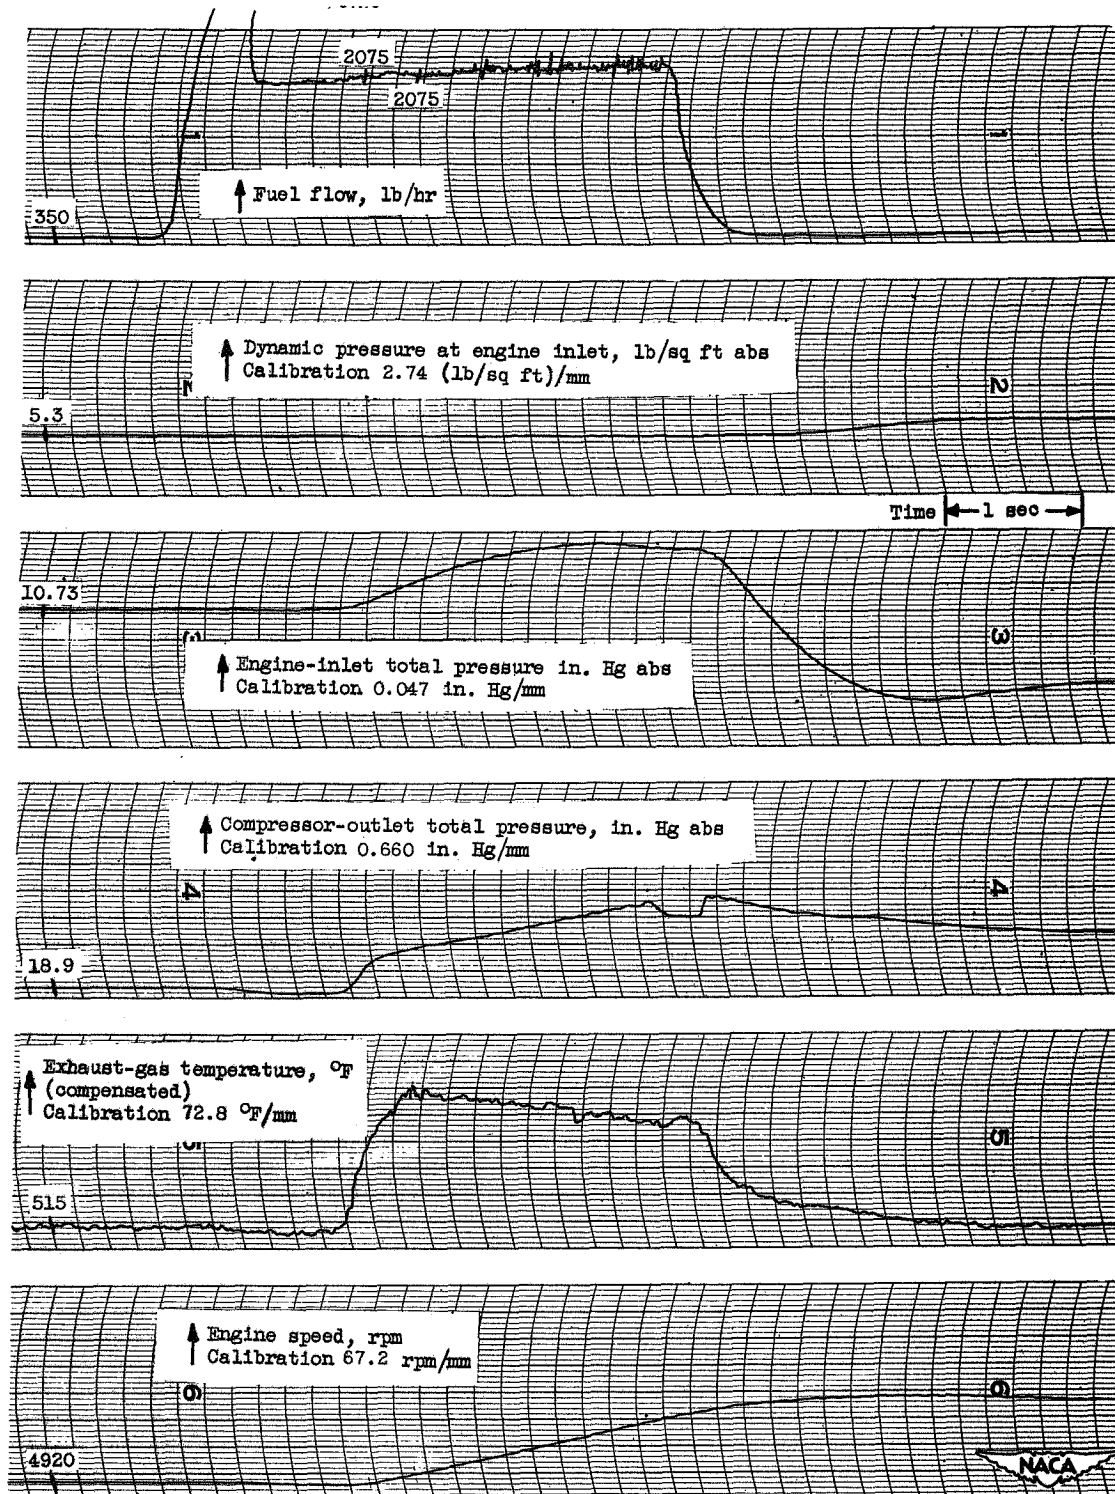 2075
2075
1
1
Fuel flow, lb/hr
350
Dynamic pressure at engine inlet, lb/sq ft abs
Calibration 2.74 (lb/sq ft)/mm
2
5.3
Time 1 sec
10.73
3
Engine-inlet total pressure in. Hg abs
Calibration 0.047 in. Hg/mm
Compressor-outlet total pressure, in. Hg abs
Calibration 0.660 in. Hg/mm
4
4
18.9
Exhaust-gas temperature, °F
(compensated)
Calibration 72.8 °F/mm
5
515
Engine speed, rpm
Calibration 67.2 rpm/mm
6
6
4920
NACA